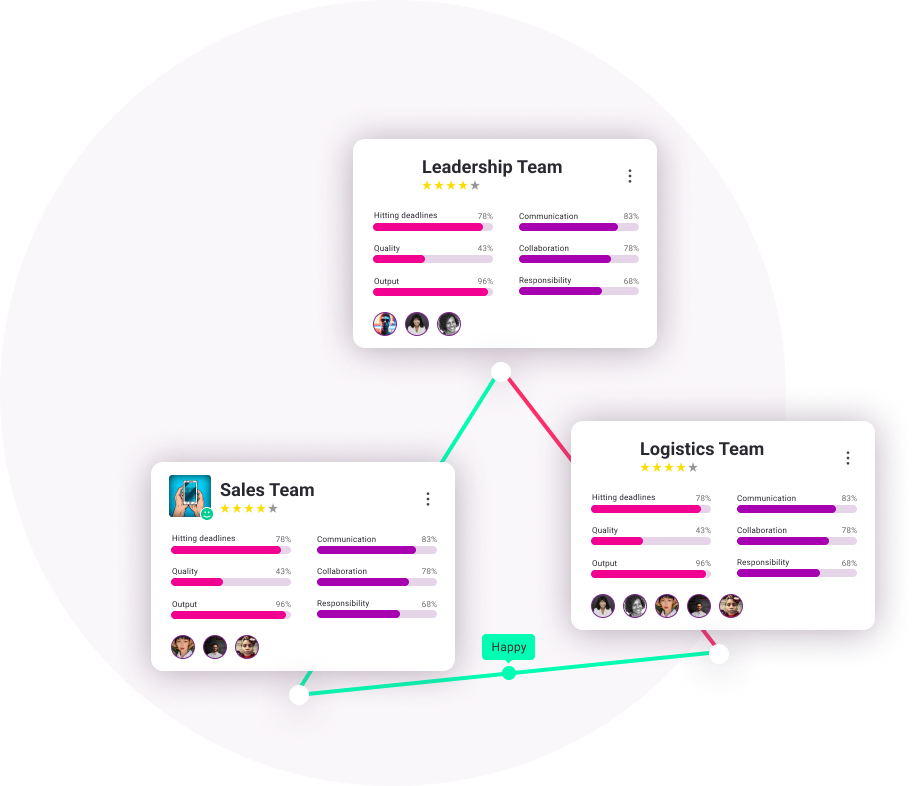 Leadership Team
Hitting deadlines 78%
Communication 83%
Quality 43%
Collaboration 78%
Output 96%
Responsibility 68%
Logistics Team
Hitting deadlines 78%
Communication 83%
Quality 43%
Collaboration 78%
Output 96%
Responsibility 68%
Sales Team
Hitting deadlines 78%
Communication 83%
Quality 43%
Collaboration 78%
Output 96%
Responsibility 68%
Happy